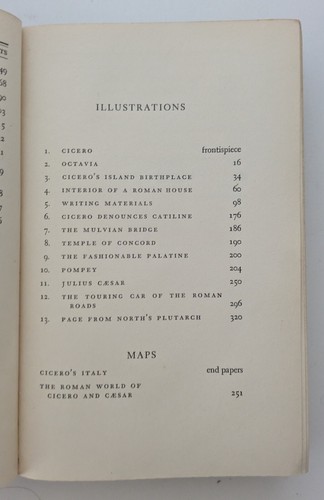 ILLUSTRATIONS
1. CICERO frontispiece
2. OCTAVIA 16
3. CICERO'S ISLAND BIRTHPLACE 34
4. INTERIOR OF A ROMAN HOUSE 60
5. WRITING MATERIALS 98
6. CICERO DENOUNCES CATILINE 176
7. THE MULVIAN BRIDGE 186
8. TEMPLE OF CONCORD 190
9. THE FASHIONABLE PALATINE 200
10. POMPEY 204
11. JULIUS CÆSAR 250
12. THE TOURING CAR OF THE ROMAN
ROADS 296
13. PAGE FROM NORTH'S PLUTARCH 320
MAPS
CICERO'S ITALY end papers
THE ROMAN WORLD OF
CICERO AND CÆSAR 251